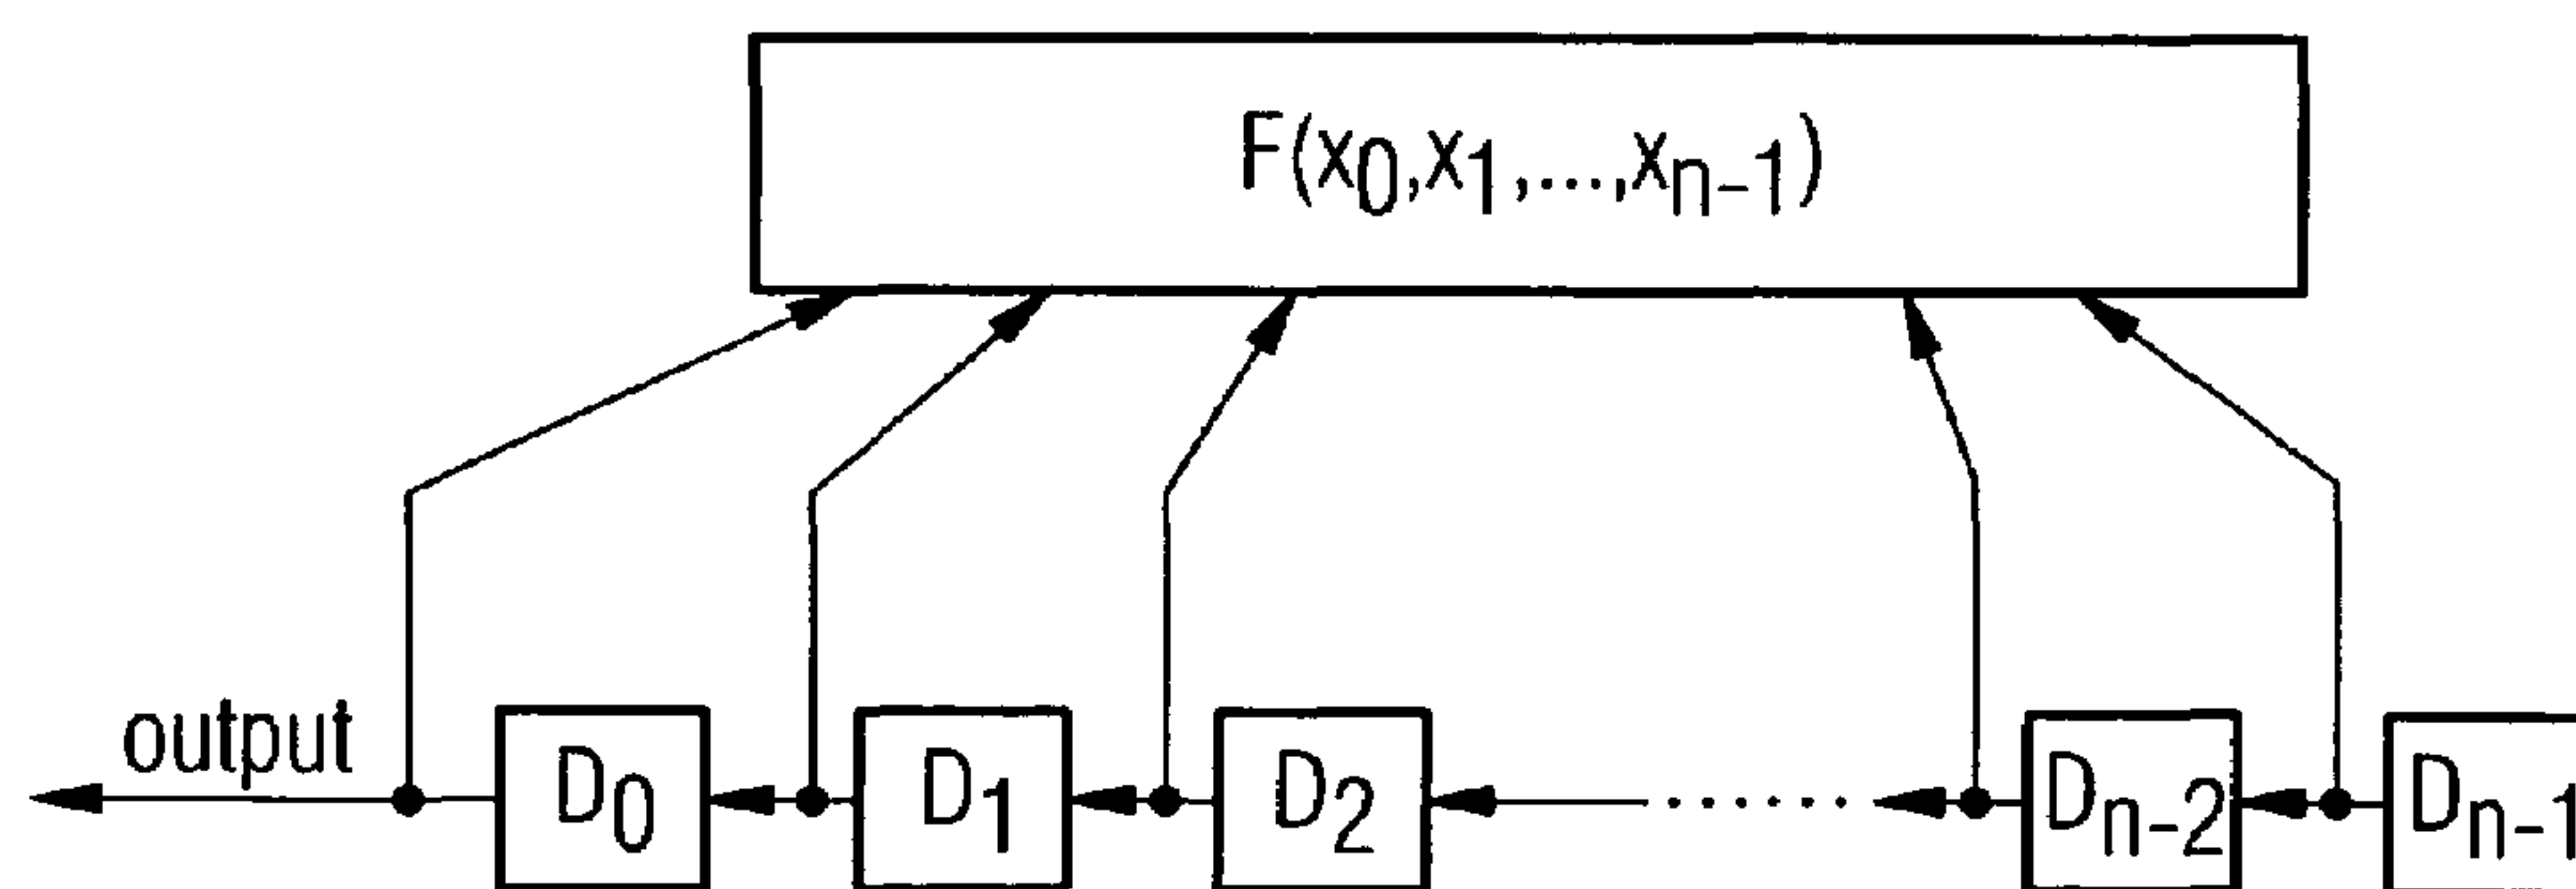 F(x₀,x₁,...,xₙ₋₁)
output
D₀ D₁ D₂ Dₙ₋₂ Dₙ₋₁